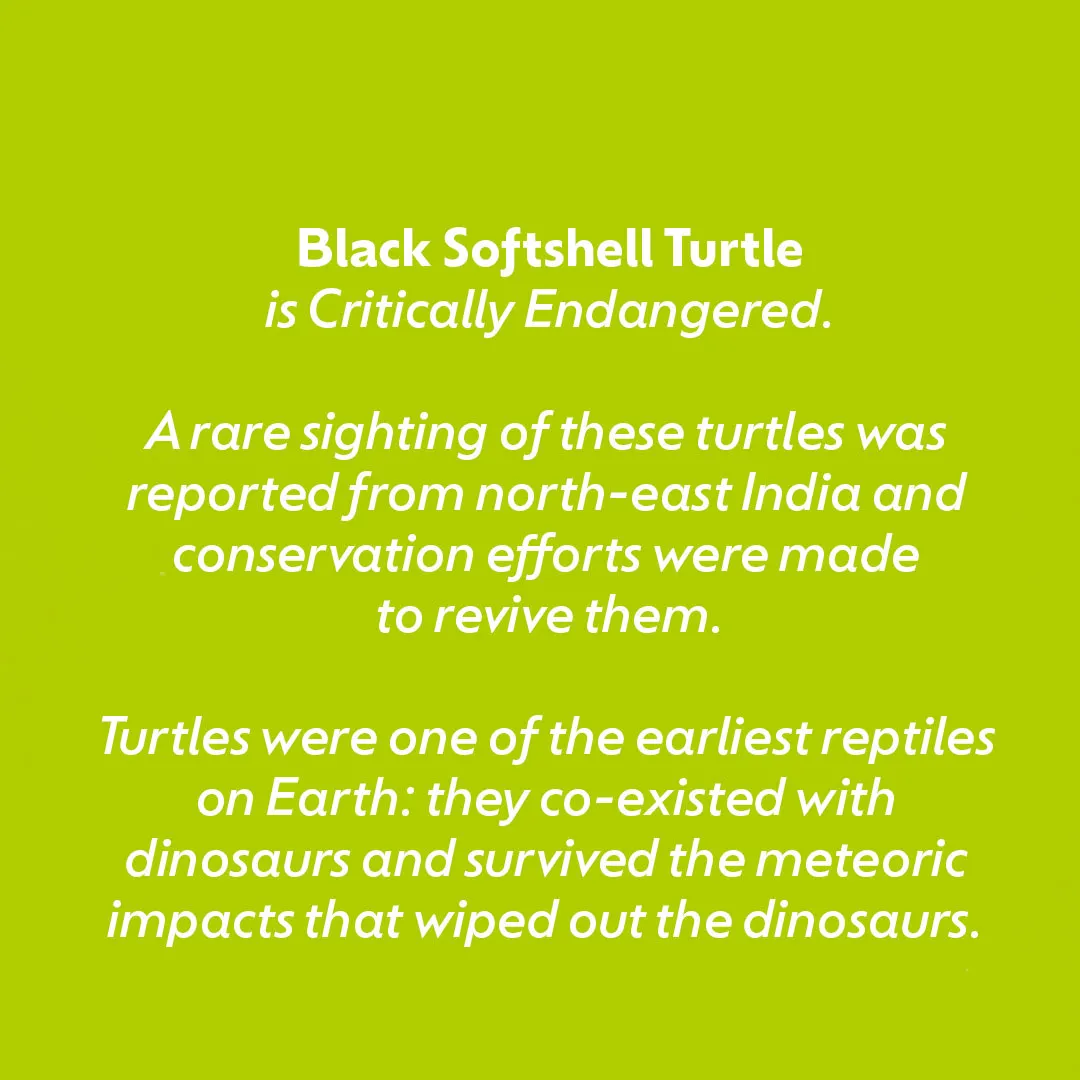 Black Softshell Turtle
is Critically Endangered.
A rare sighting of these turtles was
reported from north-east India and
conservation efforts were made
to revive them.
Turtles were one of the earliest reptiles
on Earth: they co-existed with
dinosaurs and survived the meteoric
impacts that wiped out the dinosaurs.